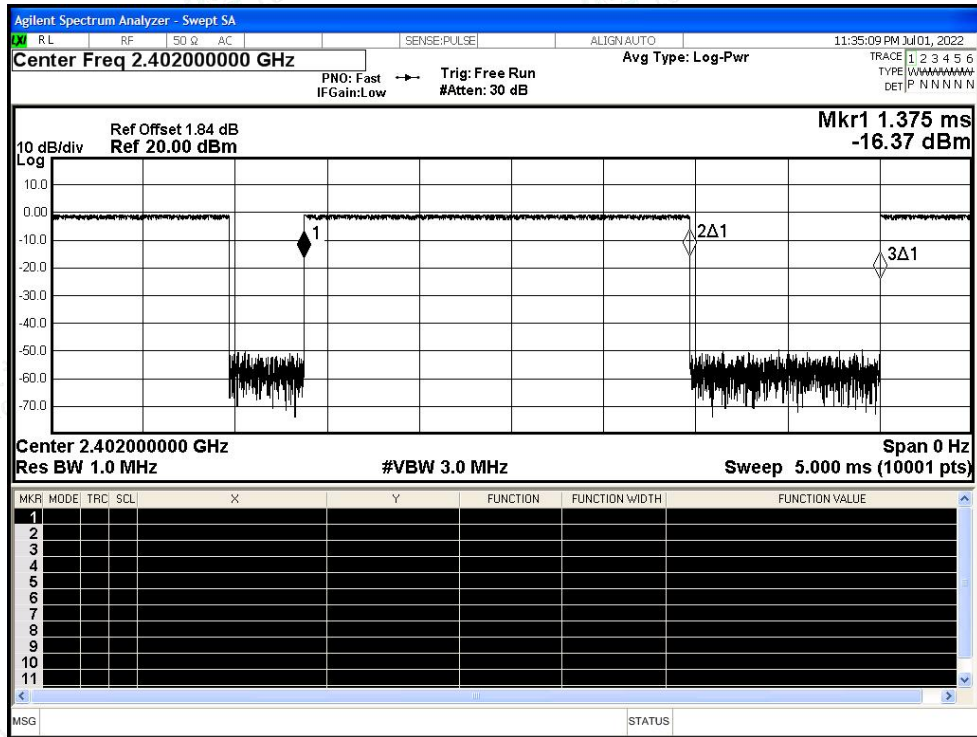 Agilent Spectrum Analyzer - Swept SA
LXI RL RF 50 Ω AC SENSE:PULSE ALIGN AUTO 11:35:09 PM Jul 01, 2022
Center Freq 2.402000000 GHz
PNO: Fast
IFGain:Low
Trig: Free Run
#Atten: 30 dB
Avg Type: Log-Pwr
TRACE 1 2 3 4 5 6
TYPE WWWWWWW
DET P N N N N N
Mkr1 1.375 ms
-16.37 dBm
Ref Offset 1.84 dB
10 dB/div Ref 20.00 dBm
Log
10.0
0.00
-10.0
-20.0
-30.0
-40.0
-50.0
-60.0
-70.0
1
2Δ1
3Δ1
Center 2.402000000 GHz Span 0 Hz
Res BW 1.0 MHz #VBW 3.0 MHz Sweep 5.000 ms (10001 pts)
MKR MODE TRC SCL X Y FUNCTION FUNCTION WIDTH FUNCTION VALUE
1
2
3
4
5
6
7
8
9
10
11
MSG STATUS